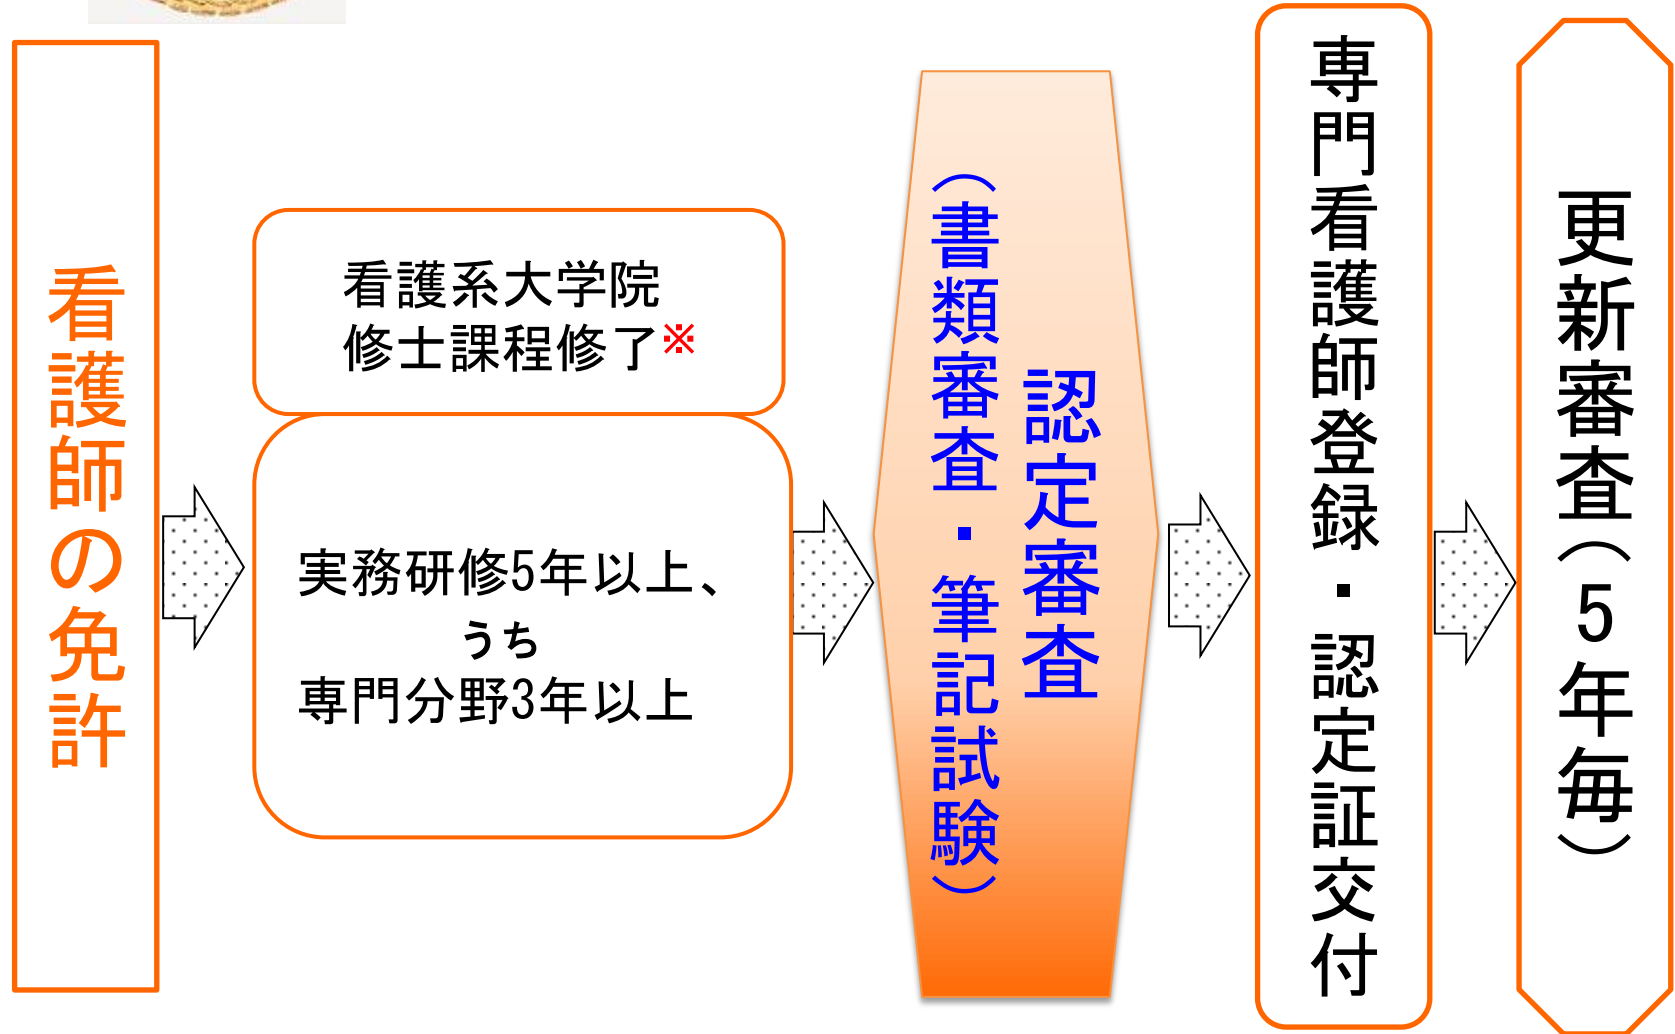 看護師の免許
看護系大学院
修士課程修了※
実務研修5年以上、
うち
専門分野3年以上
認定審査
（書類審査・筆記試験）
専門看護師登録・認定証交付
更新審査（５年毎）